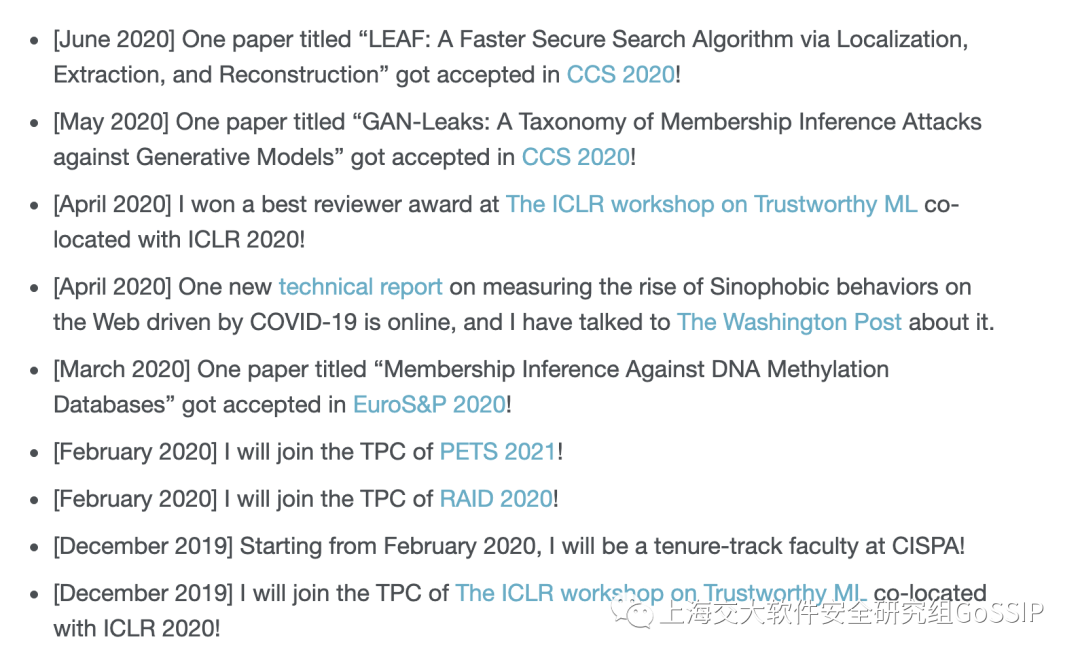 • [June 2020] One paper titled “LEAF: A Faster Secure Search Algorithm via Localization,
Extraction, and Reconstruction” got accepted in CCS 2020!
• [May 2020] One paper titled “GAN-Leaks: A Taxonomy of Membership Inference Attacks
against Generative Models” got accepted in CCS 2020!
• [April 2020] I won a best reviewer award at The ICLR workshop on Trustworthy ML co-
located with ICLR 2020!
• [April 2020] One new technical report on measuring the rise of Sinophobic behaviors on
the Web driven by COVID-19 is online, and I have talked to The Washington Post about it.
• [March 2020] One paper titled “Membership Inference Against DNA Methylation
Databases” got accepted in EuroS&P 2020!
• [February 2020] I will join the TPC of PETS 2021!
• [February 2020] I will join the TPC of RAID 2020!
• [December 2019] Starting from February 2020, I will be a tenure-track faculty at CISPA!
• [December 2019] I will join the TPC of The ICLR workshop on Trustworthy ML co-located
with ICLR 2020!
上海交大软件安全研究组GoSSIP